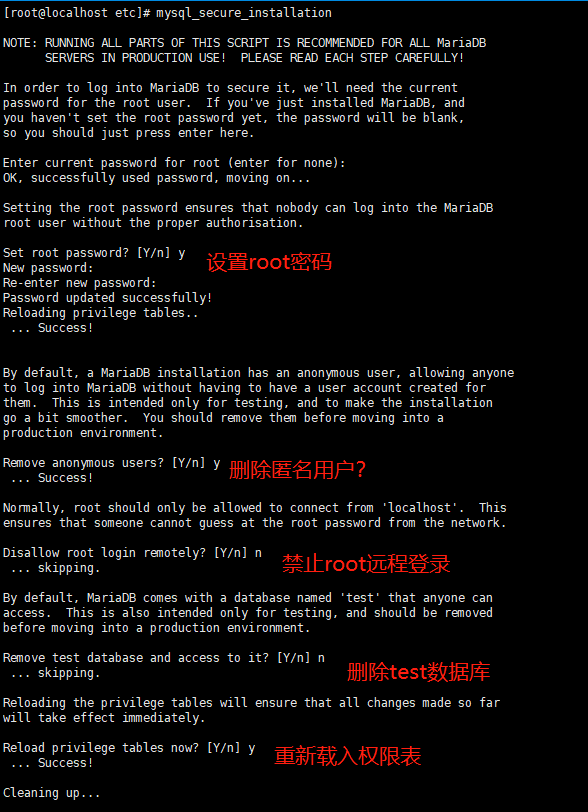 [root@localhost etc]# mysql_secure_installation
NOTE: RUNNING ALL PARTS OF THIS SCRIPT IS RECOMMENDED FOR ALL MariaDB
SERVERS IN PRODUCTION USE!  PLEASE READ EACH STEP CAREFULLY!
In order to log into MariaDB to secure it, we'll need the current
password for the root user.  If you've just installed MariaDB, and
you haven't set the root password yet, the password will be blank,
so you should just press enter here.
Enter current password for root (enter for none):
OK, successfully used password, moving on...
Setting the root password ensures that nobody can log into the MariaDB
root user without the proper authorisation.
Set root password? [Y/n] y
设置root密码
New password:
Re-enter new password:
Password updated successfully!
Reloading privilege tables..
... Success!
By default, a MariaDB installation has an anonymous user, allowing anyone
to log into MariaDB without having to have a user account created for
them.  This is intended only for testing, and to make the installation
go a bit smoother.  You should remove them before moving into a
production environment.
Remove anonymous users? [Y/n] y
删除匿名用户?
... Success!
Normally, root should only be allowed to connect from 'localhost'.  This
ensures that someone cannot guess at the root password from the network.
Disallow root login remotely? [Y/n] n
禁止root远程登录
... skipping.
By default, MariaDB comes with a database named 'test' that anyone can
access.  This is also intended only for testing, and should be removed
before moving into a production environment.
Remove test database and access to it? [Y/n] n
删除test数据库
... skipping.
Reloading the privilege tables will ensure that all changes made so far
will take effect immediately.
Reload privilege tables now? [Y/n] y
重新载入权限表
... Success!
Cleaning up...